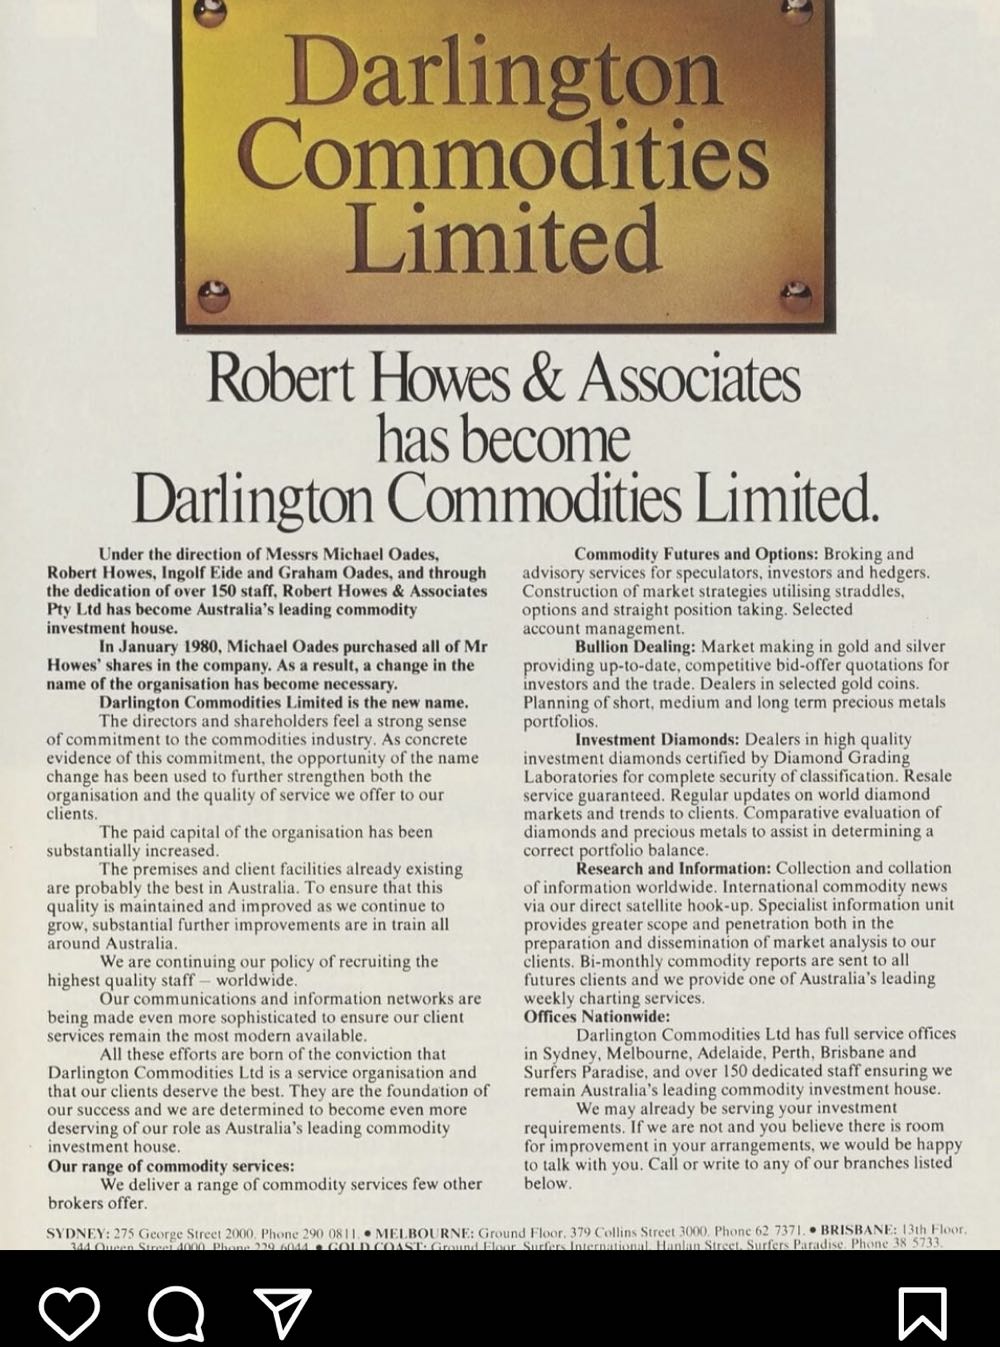 Darlington
Commodities
Limited
Robert Howes & Associates
has become
Darlington Commodities Limited.
Under the direction of Messrs Michael Oades,
Robert Howes, Ingolf Eide and Graham Oades, and through
the dedication of over 150 staff, Robert Howes & Associates
Pty Ltd has become Australia's leading commodity
investment house.
In January 1980, Michael Oades purchased all of Mr
Howes' shares in the company. As a result, a change in the
name of the organisation has become necessary.
Darlington Commodities Limited is the new name.
The directors and shareholders feel a strong sense
of commitment to the commodities industry. As concrete
evidence of this commitment, the opportunity of the name
change has been used to further strengthen both the
organisation and the quality of service we offer to our
clients.
The paid capital of the organisation has been
substantially increased.
The premises and client facilities already existing
are probably the best in Australia. To ensure that this
quality is maintained and improved as we continue to
grow, substantial further improvements are in train all
around Australia.
We are continuing our policy of recruiting the
highest quality staff — worldwide.
Our communications and information networks are
being made even more sophisticated to ensure our client
services remain the most modern available.
All these efforts are born of the conviction that
Darlington Commodities Ltd is a service organisation and
that our clients deserve the best. They are the foundation of
our success and we are determined to become even more
deserving of our role as Australia's leading commodity
investment house.
Our range of commodity services:
We deliver a range of commodity services few other
brokers offer.
Commodity Futures and Options: Broking and
advisory services for speculators, investors and hedgers.
Construction of market strategies utilising straddles,
options and straight position taking. Selected
account management.
Bullion Dealing: Market making in gold and silver
providing up-to-date, competitive bid-offer quotations for
investors and the trade. Dealers in selected gold coins.
Planning of short, medium and long term precious metals
portfolios.
Investment Diamonds: Dealers in high quality
investment diamonds certified by Diamond Grading
Laboratories for complete security of classification. Resale
service guaranteed. Regular updates on world diamond
markets and trends to clients. Comparative evaluation of
diamonds and precious metals to assist in determining a
correct portfolio balance.
Research and Information: Collection and collation
of information worldwide. International commodity news
via our direct satellite hook-up. Specialist information unit
provides greater scope and penetration both in the
preparation and dissemination of market analysis to our
clients. Bi-monthly commodity reports are sent to all
futures clients and we provide one of Australia's leading
weekly charting services.
Offices Nationwide:
Darlington Commodities Ltd has full service offices
in Sydney, Melbourne, Adelaide, Perth, Brisbane and
Surfers Paradise, and over 150 dedicated staff ensuring we
remain Australia's leading commodity investment house.
We may already be serving your investment
requirements. If we are not and you believe there is room
for improvement in your arrangements, we would be happy
to talk with you. Call or write to any of our branches listed
below.
SYDNEY: 275 George Street 2000. Phone 290 0811. • MELBOURNE: Ground Floor, 379 Collins Street 3000. Phone 62 7371. • BRISBANE: 13th Floor,
344 Queen Street 4000. Phone 229 6044 • GOLD COAST: Ground Floor, Surfers International, Hanlan Street, Surfers Paradise. Phone 38 5733.